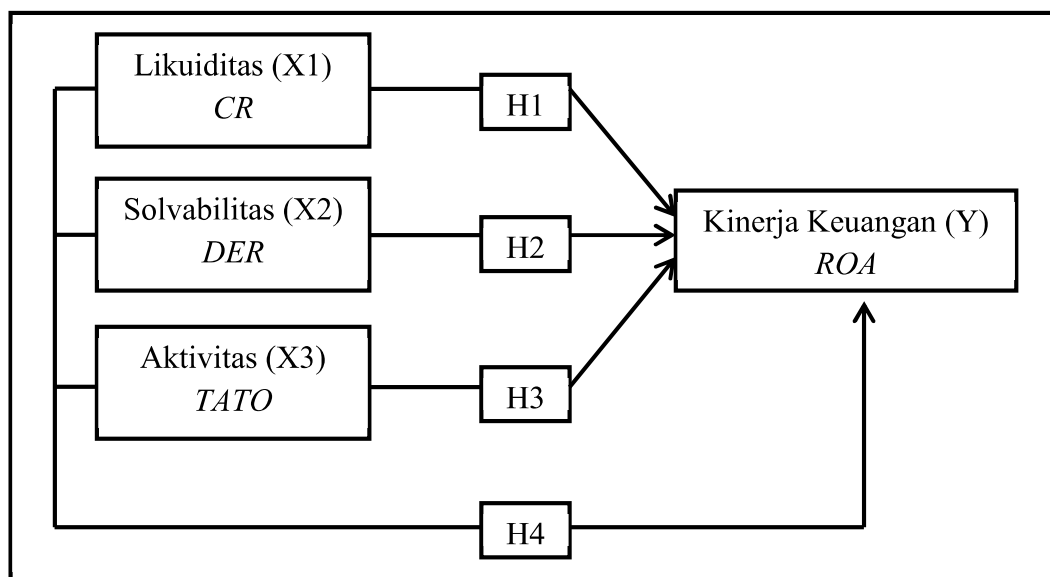 Likuiditas (X1)
CR
H1
Solvabilitas (X2)
DER
H2
Kinerja Keuangan (Y)
ROA
Aktivitas (X3)
TATO
H3
H4